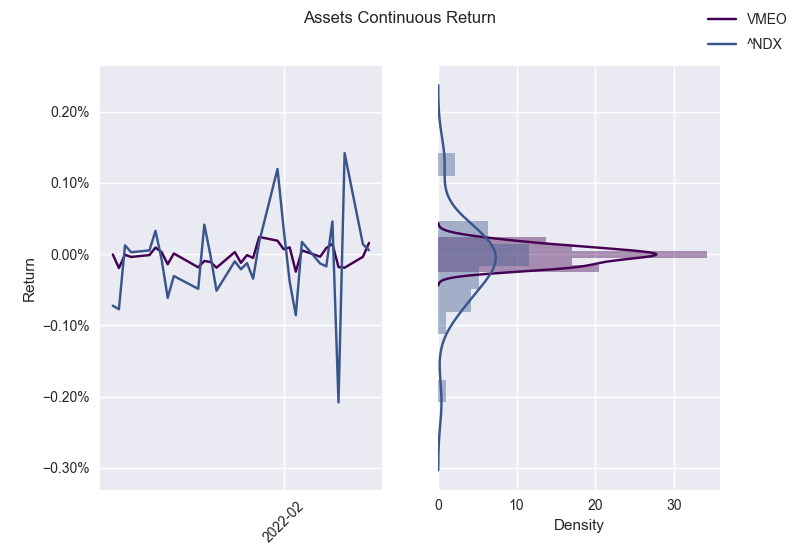 Assets Continuous Return
VMEO
^NDX
Return
0.20%
0.10%
0.00%
−0.10%
−0.20%
−0.30%
2022-02
0
10
20
30
Density